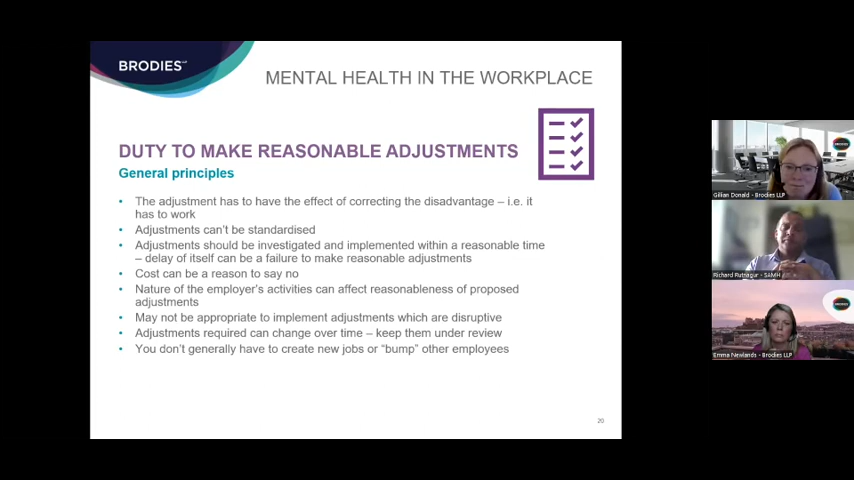 BRODIES LLP
MENTAL HEALTH IN THE WORKPLACE
DUTY TO MAKE REASONABLE ADJUSTMENTS
General principles
• The adjustment has to have the effect of correcting the disadvantage – i.e. it
has to work
• Adjustments can't be standardised
• Adjustments should be investigated and implemented within a reasonable time
– delay of itself can be a failure to make reasonable adjustments
• Cost can be a reason to say no
• Nature of the employer's activities can affect reasonableness of proposed
adjustments
• May not be appropriate to implement adjustments which are disruptive
• Adjustments required can change over time – keep them under review
• You don't generally have to create new jobs or “bump” other employees
20
BRODIES
Gillian Donald - Brodies LLP
Richard Rutnagur - SAMH
Emma Newlands - Brodies LLP